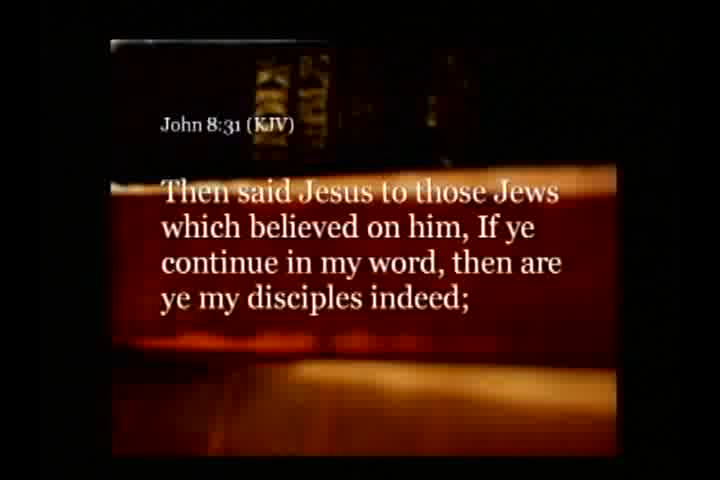 John 8:31 (KJV)
Then said Jesus to those Jews
which believed on him, If ye
continue in my word, then are
ye my disciples indeed;